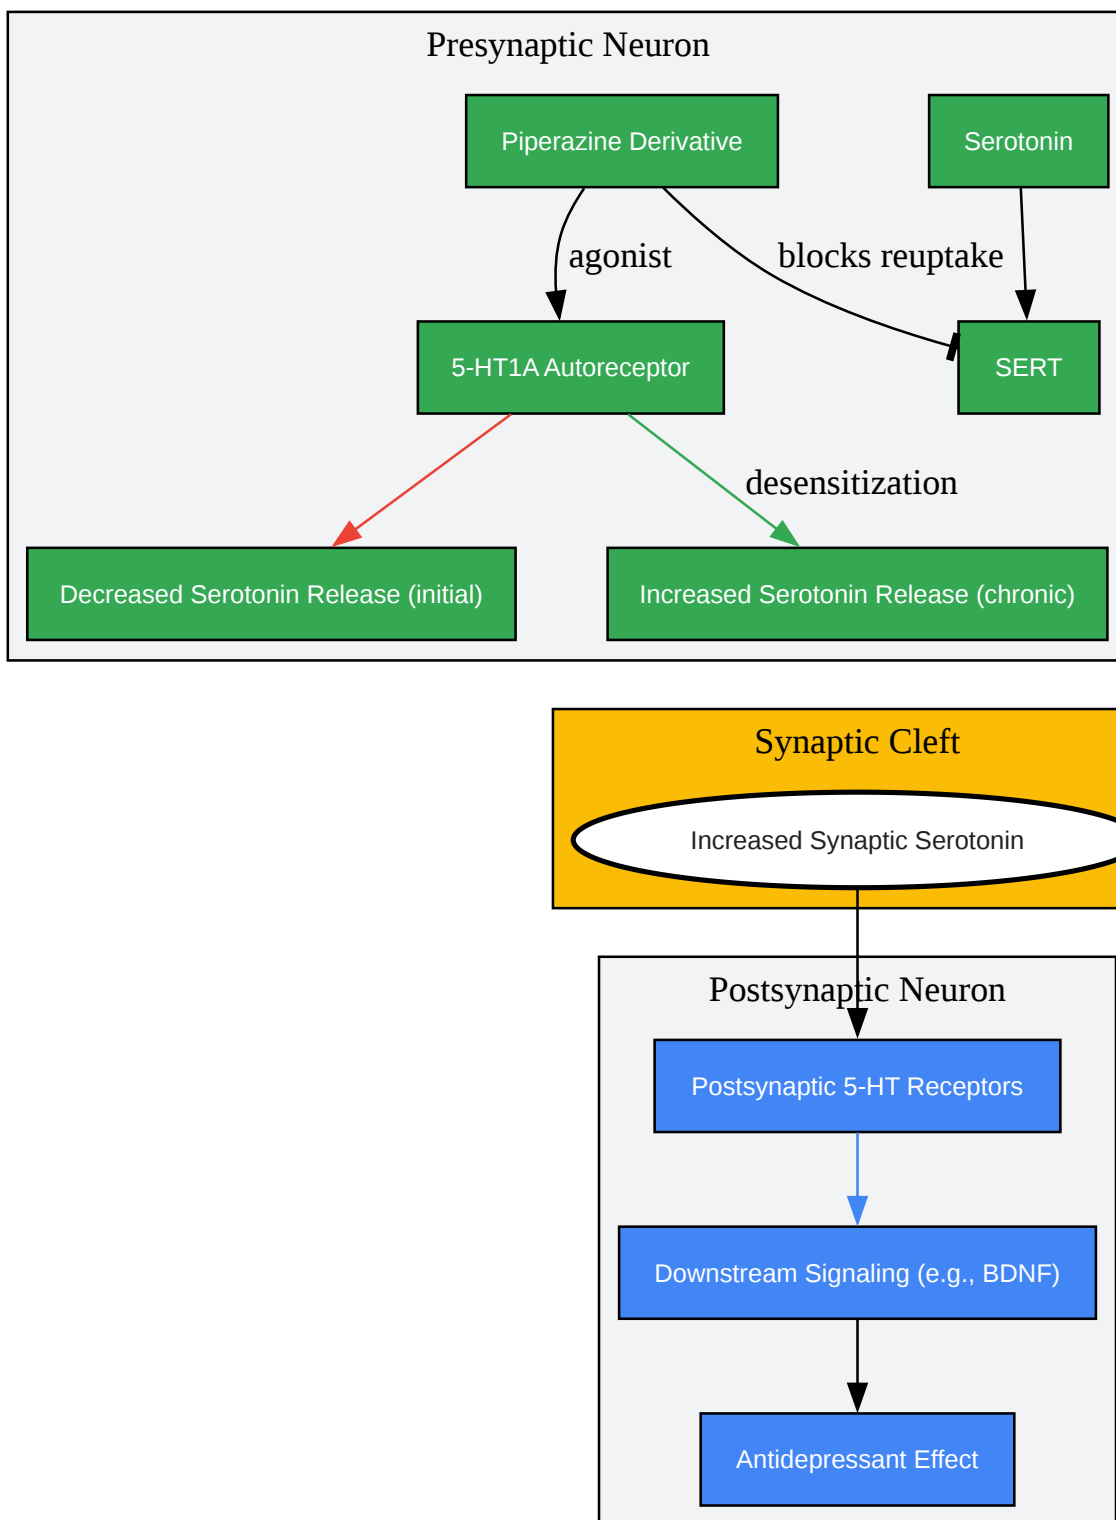 Presynaptic Neuron
Piperazine Derivative
Serotonin
agonist
blocks reuptake
5-HT1A Autoreceptor
SERT
desensitization
Decreased Serotonin Release (initial)
Increased Serotonin Release (chronic)
Synaptic Cleft
Increased Synaptic Serotonin
Postsynaptic Neuron
Postsynaptic 5-HT Receptors
Downstream Signaling (e.g., BDNF)
Antidepressant Effect